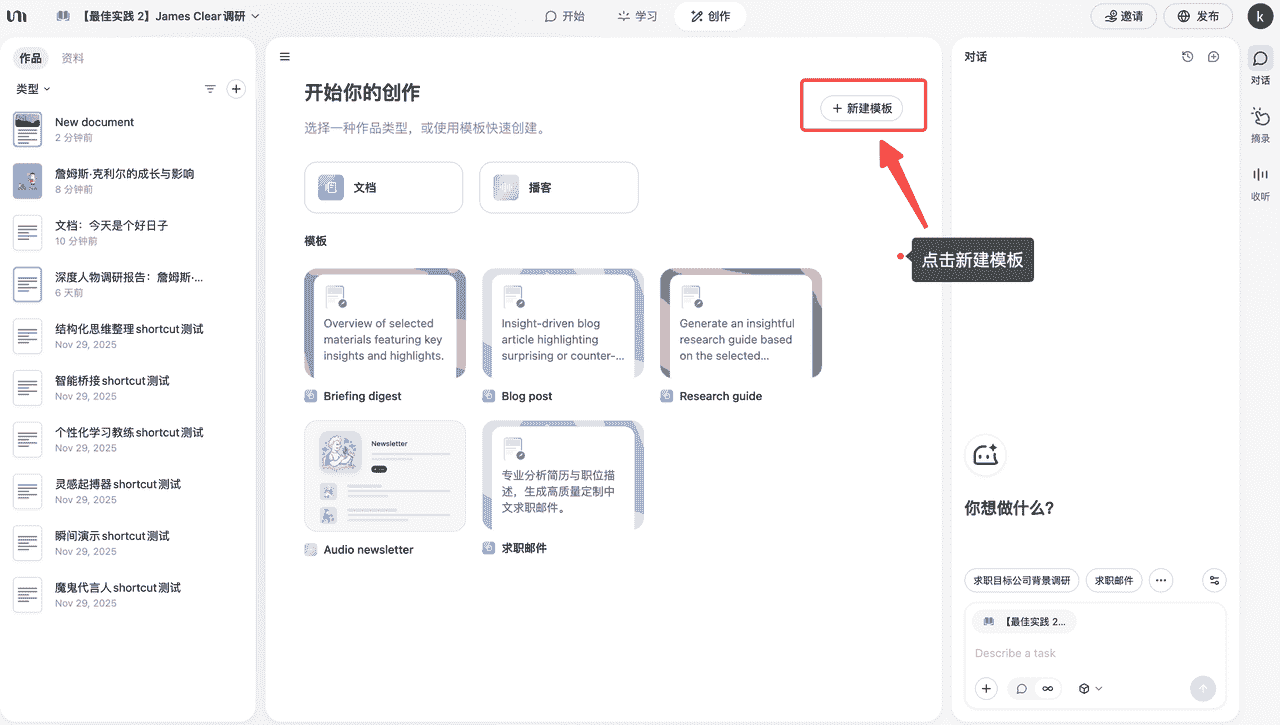 【最佳实践 2】James Clear调研
开始
学习
创作
邀请
发布
k
作品
资料
类型
New document
2 分钟前
詹姆斯·克利尔的成长与影响
8 分钟前
文档：今天是个好日子
10 分钟前
深度人物调研报告：詹姆斯·...
6 天前
结构化思维整理shortcut测试
Nov 29, 2025
智能桥接shortcut测试
Nov 29, 2025
个性化学习教练shortcut测试
Nov 29, 2025
灵感起搏器shortcut测试
Nov 29, 2025
瞬间演示shortcut测试
Nov 29, 2025
魔鬼代言人shortcut测试
Nov 29, 2025
开始你的创作
选择一种作品类型，或使用模板快速创建。
新建模板
文档
播客
点击新建模板
模板
Overview of selected
materials featuring key
insights and highlights.
Briefing digest
Insight-driven blog
article highlighting
surprising or counter-...
Blog post
Generate an insightful
research guide based
on the selected...
Research guide
Newsletter
Audio newsletter
专业分析简历与职位描
述，生成高质量定制中
文求职邮件。
求职邮件
对话
你想做什么？
求职目标公司背景调研
求职邮件
【最佳实践 2...
Describe a task
对话
摘录
收听